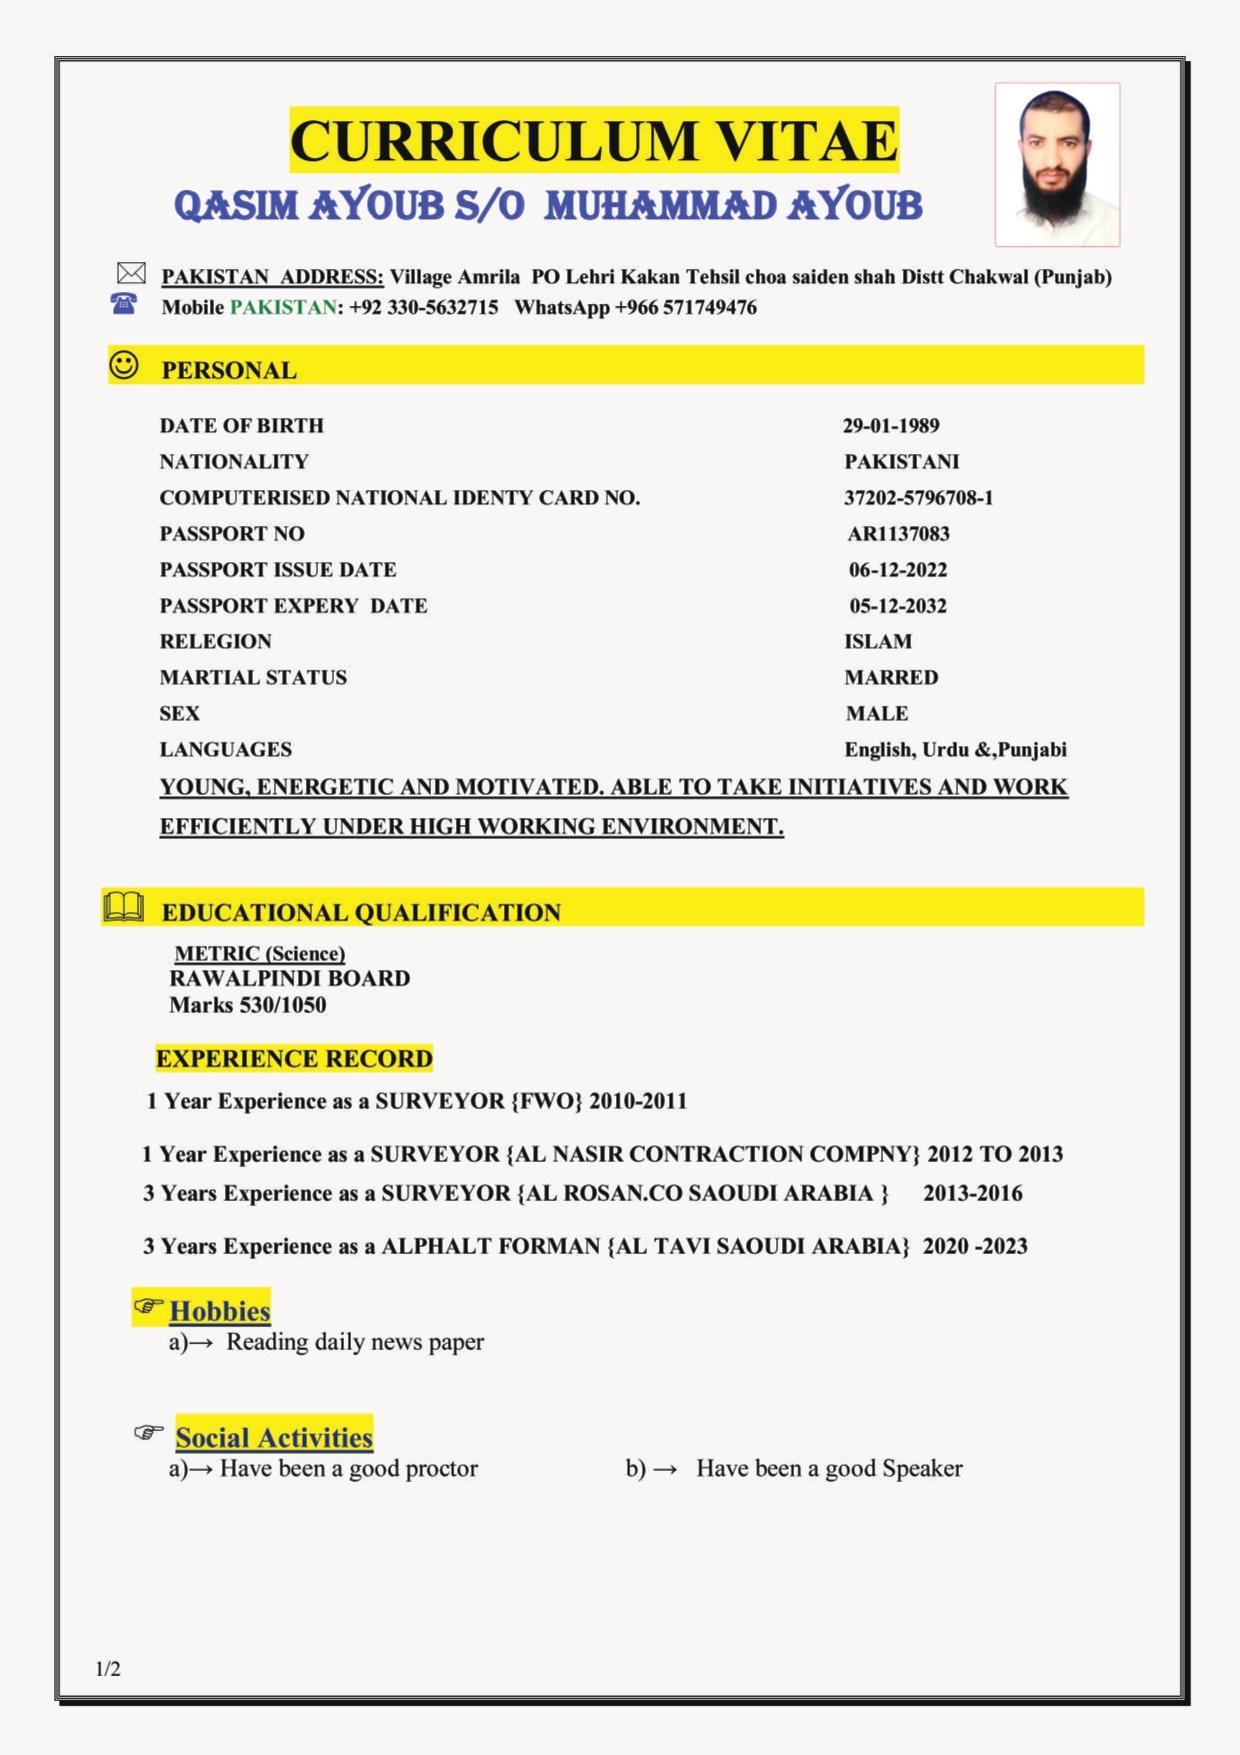 CURRICULUM VITAE
QASIM AYOUB S/O MUHAMMAD AYOUB
PAKISTAN ADDRESS: Village Amrila PO Lehri Kakan Tehsil choa saiden shah Distt Chakwal (Punjab)
Mobile PAKISTAN: +92 330-5632715 WhatsApp +966 571749476
PERSONAL
DATE OF BIRTH 29-01-1989
NATIONALITY PAKISTANI
COMPUTERISED NATIONAL IDENTY CARD NO. 37202-5796708-1
PASSPORT NO AR1137083
PASSPORT ISSUE DATE 06-12-2022
PASSPORT EXPERY DATE 05-12-2032
RELEGION ISLAM
MARTIAL STATUS MARRED
SEX MALE
LANGUAGES English, Urdu &,Punjabi
YOUNG, ENERGETIC AND MOTIVATED. ABLE TO TAKE INITIATIVES AND WORK
EFFICIENTLY UNDER HIGH WORKING ENVIRONMENT.
EDUCATIONAL QUALIFICATION
METRIC (Science)
RAWALPINDI BOARD
Marks 530/1050
EXPERIENCE RECORD
1 Year Experience as a SURVEYOR {FWO} 2010-2011
1 Year Experience as a SURVEYOR {AL NASIR CONTRACTION COMPNY} 2012 TO 2013
3 Years Experience as a SURVEYOR {AL ROSAN.CO SAOUDI ARABIA } 2013-2016
3 Years Experience as a ALPHALT FORMAN {AL TAVI SAOUDI ARABIA} 2020 -2023
Hobbies
a)→ Reading daily news paper
Social Activities
a)→ Have been a good proctor b) → Have been a good Speaker
1/2